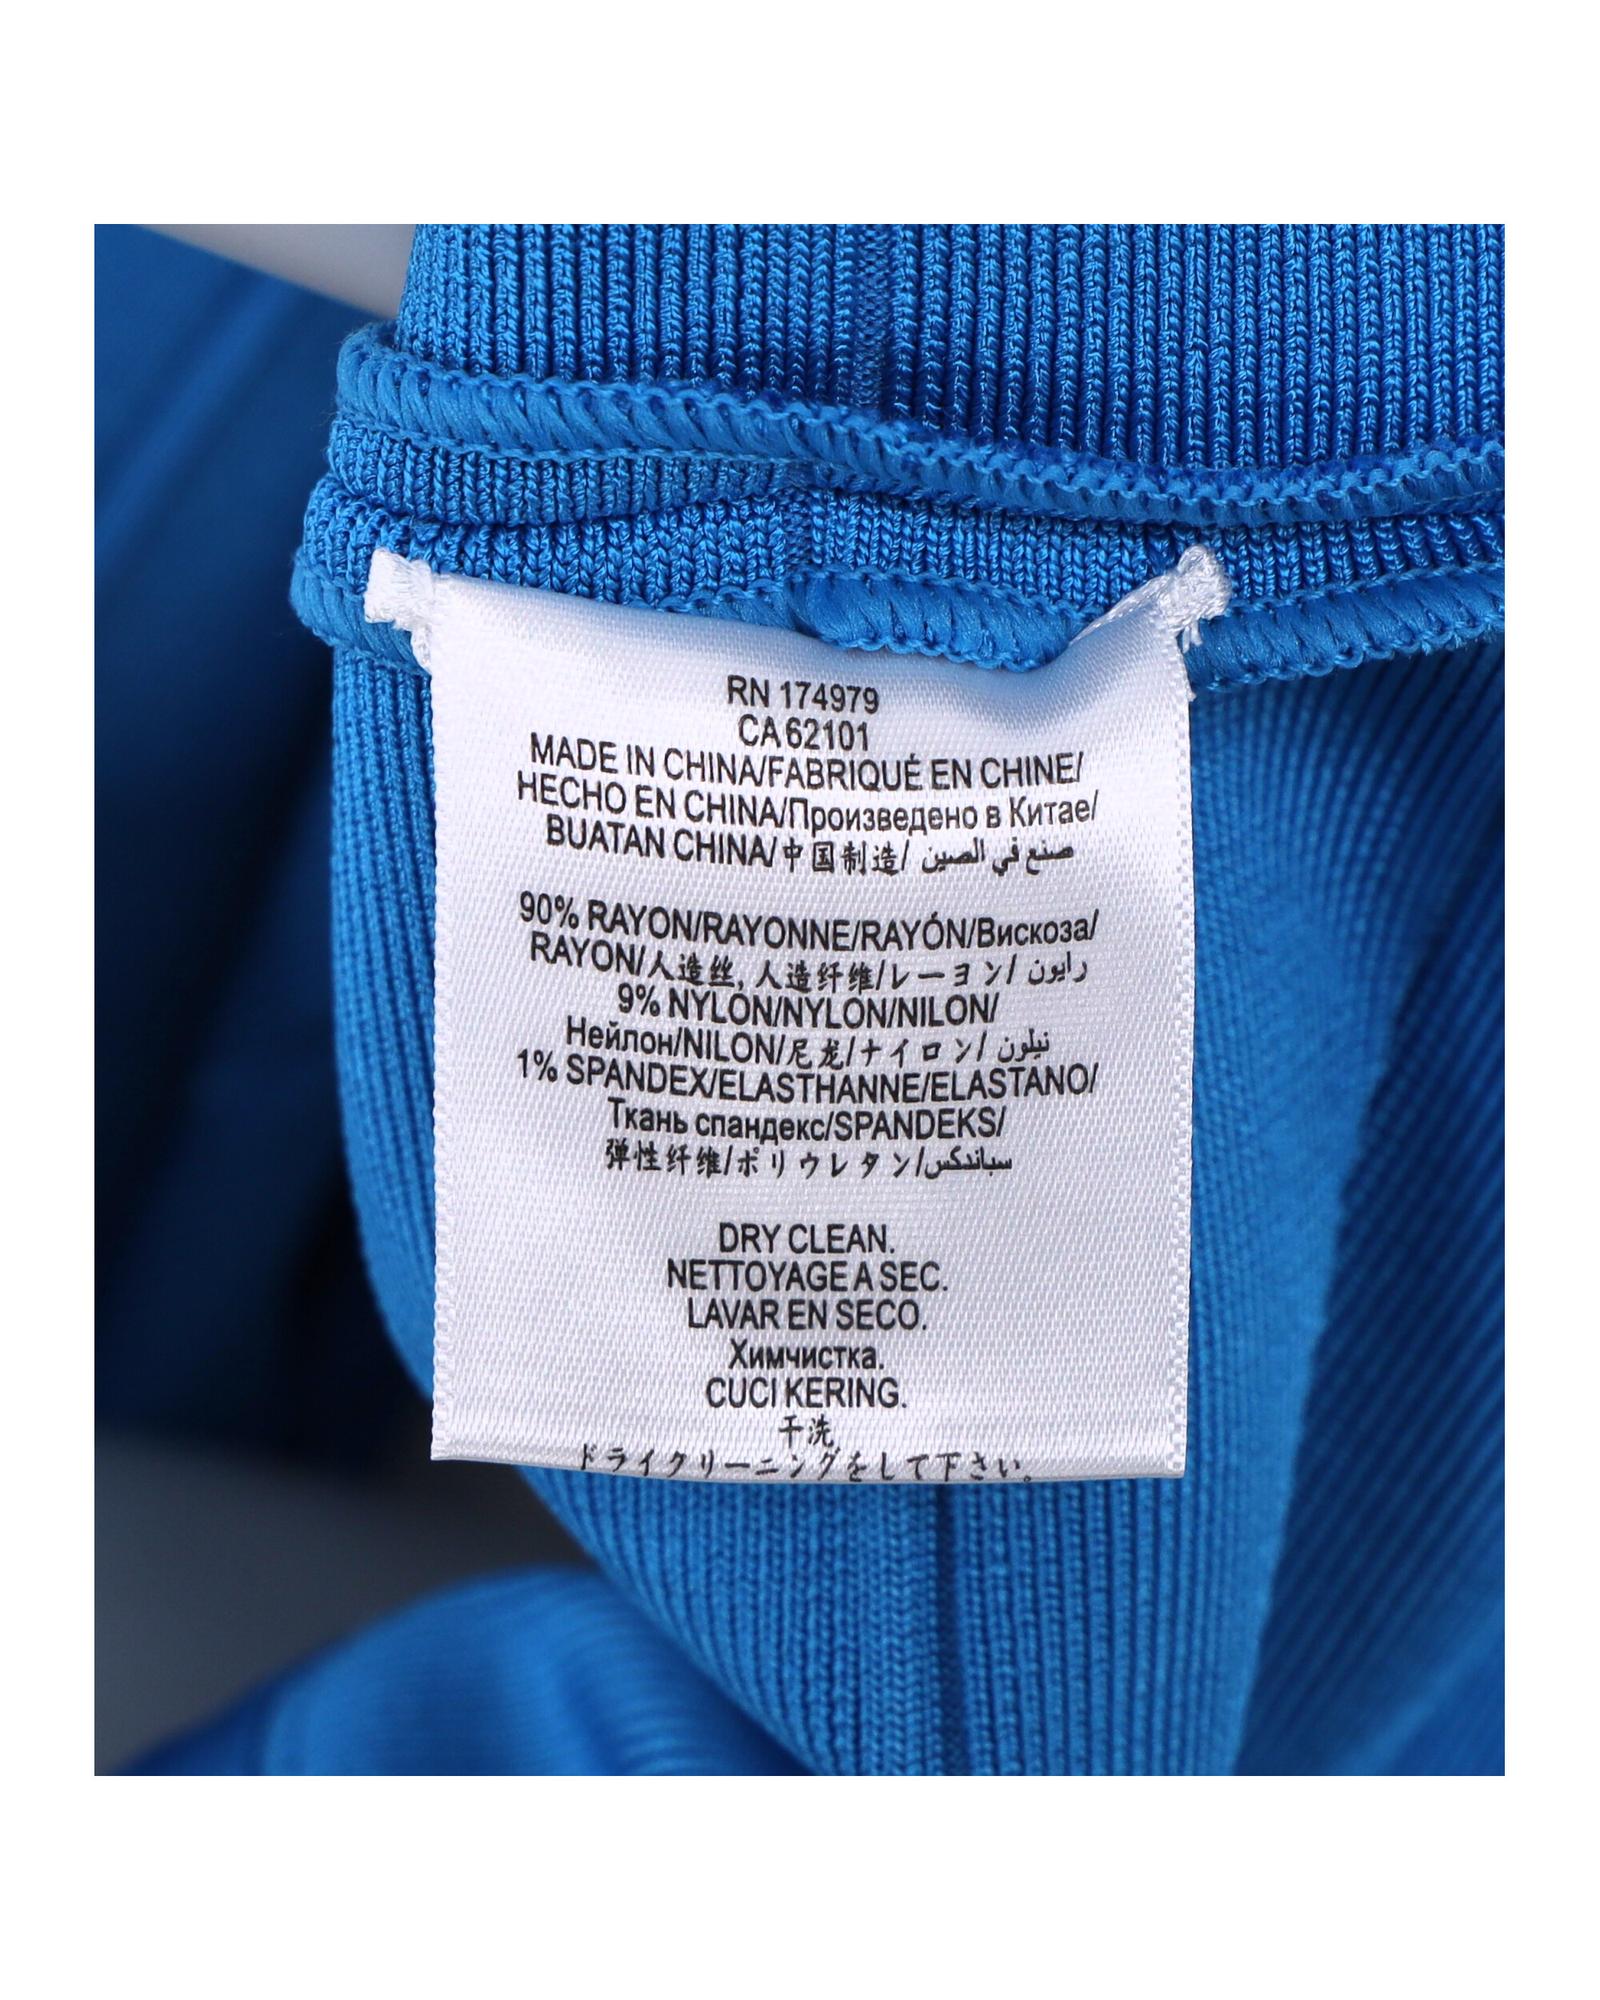 RN 174979
CA 62101
MADE IN CHINA/FABRIQUÉ EN CHINE/
HECHO EN CHINA/Произведено в Китае/
BUATAN CHINA/中国制造/ صنع في الصين
90% RAYON/RAYONNE/RAYÓN/Вискоза/
RAYON/人造丝, 人造纤维/レーヨン/ رايون
9% NYLON/NYLON/NILON/
Нейлон/NILON/尼龙/ナイロン/ نيلون
1% SPANDEX/ELASTHANNE/ELASTANO/
Ткань спандекс/SPANDEKS/
弹性纤维/ポリウレタン/سباندكس
DRY CLEAN.
NETTOYAGE A SEC.
LAVAR EN SECO.
Химчистка.
CUCI KERING.
干洗
ドライクリーニングをして下さい。